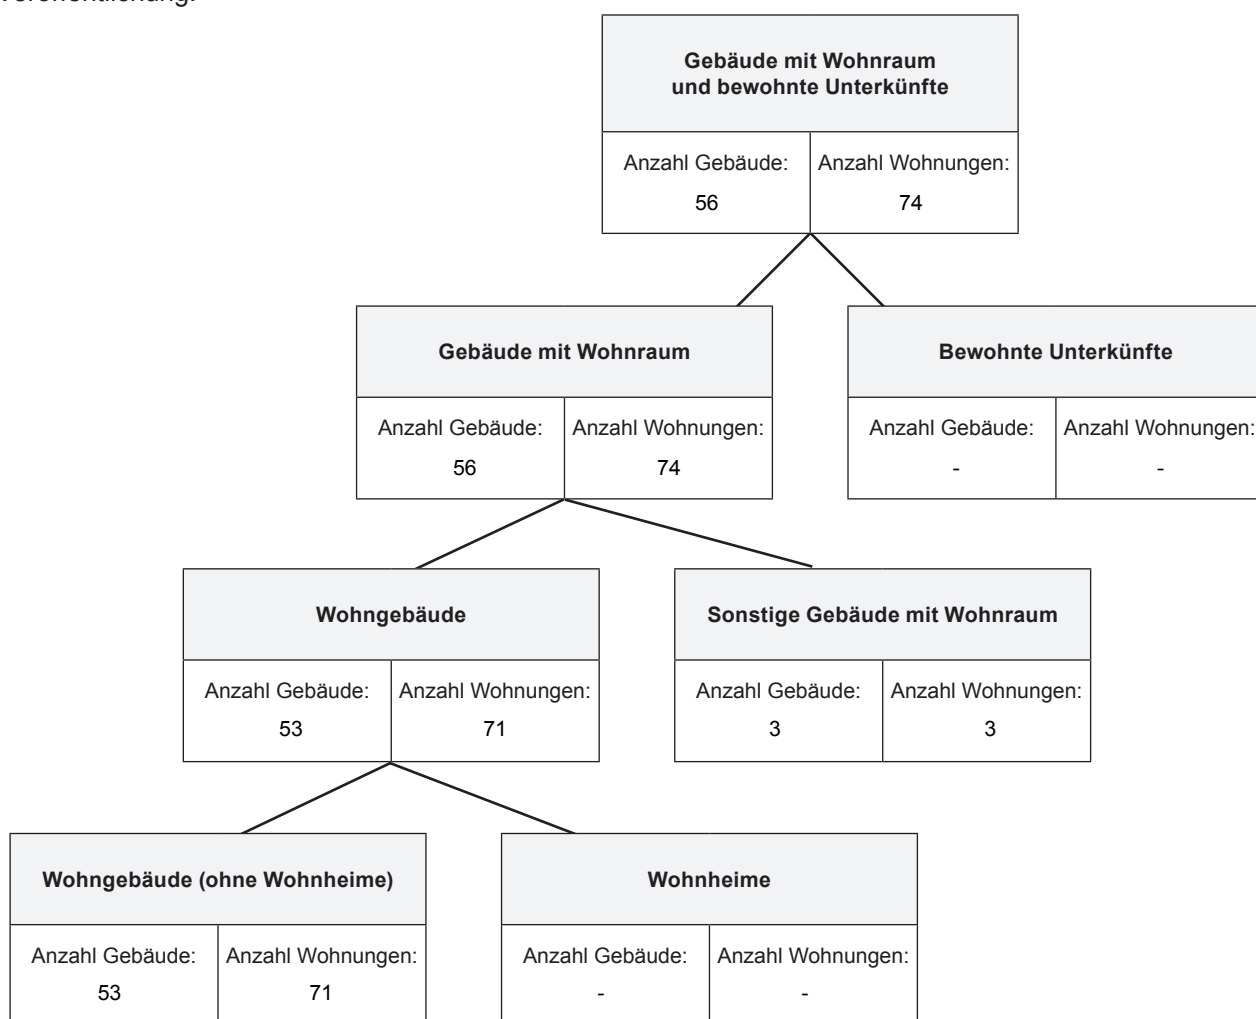 Veröffentlichung.
Gebäude mit Wohnraum
und bewohnte Unterkünfte
Anzahl Gebäude: Anzahl Wohnungen:
56 74
Gebäude mit Wohnraum Bewohnte Unterkünfte
Anzahl Gebäude: Anzahl Wohnungen: Anzahl Gebäude: Anzahl Wohnungen:
56 74 - -
Wohngebäude Sonstige Gebäude mit Wohnraum
Anzahl Gebäude: Anzahl Wohnungen: Anzahl Gebäude: Anzahl Wohnungen:
53 71 3 3
Wohngebäude (ohne Wohnheime) Wohnheime
Anzahl Gebäude: Anzahl Wohnungen: Anzahl Gebäude: Anzahl Wohnungen:
53 71 - -